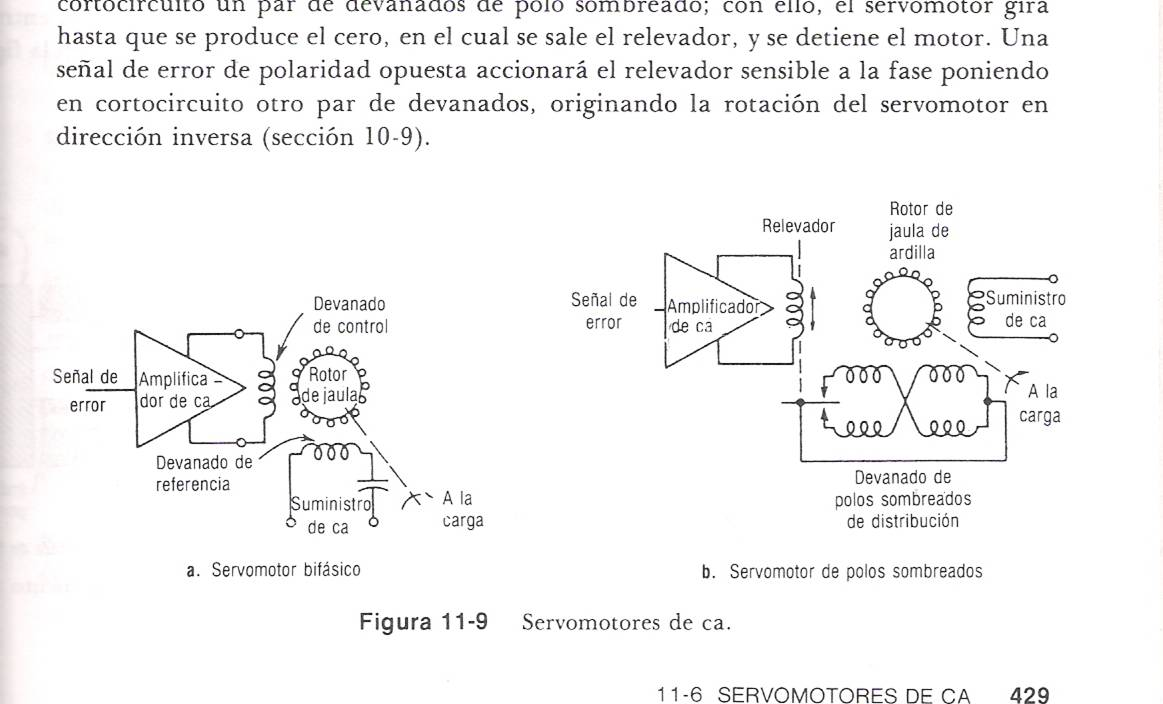 cortocircuito un par de devanados de polo sombreado; con ello, el servomotor gira
hasta que se produce el cero, en el cual se sale el relevador, y se detiene el motor. Una
señal de error de polaridad opuesta accionará el relevador sensible a la fase poniendo
en cortocircuito otro par de devanados, originando la rotación del servomotor en
dirección inversa (sección 10-9).
Devanado
de control
Señal de
error
Amplifica -
dor de ca
Rotor
de jaula
Devanado de
referencia
Suministro
de ca
A la
carga
a. Servomotor bifásico
Relevador
Rotor de
jaula de
ardilla
Señal de
error
Amplificador
de ca
Suministro
de ca
A la
carga
Devanado de
polos sombreados
de distribución
b. Servomotor de polos sombreados
Figura 11-9 Servomotores de ca.
11-6 SERVOMOTORES DE CA 429